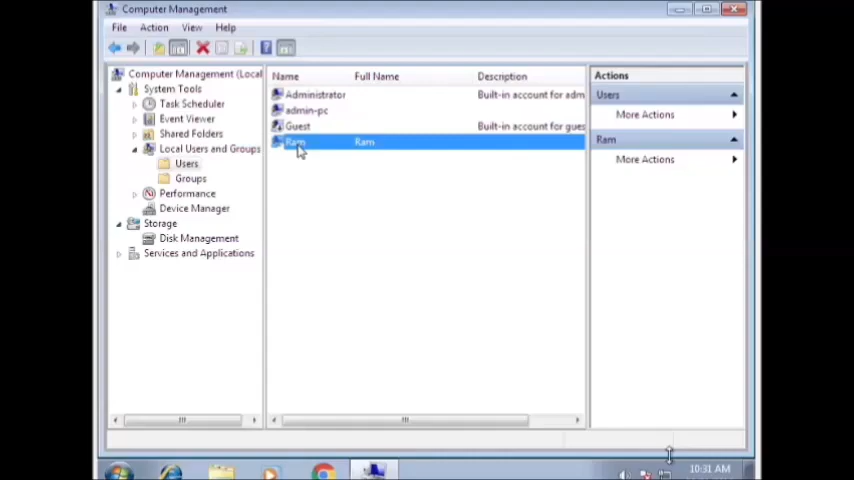 Computer Management
File Action View Help
Computer Management (Local
System Tools
Task Scheduler
Event Viewer
Shared Folders
Local Users and Groups
Users
Groups
Performance
Device Manager
Storage
Disk Management
Services and Applications
Name Full Name Description
Administrator Built-in account for adm
admin-pc
Guest Built-in account for gues
Ram Ram
Actions
Users
More Actions
Ram
More Actions
10:31 AM